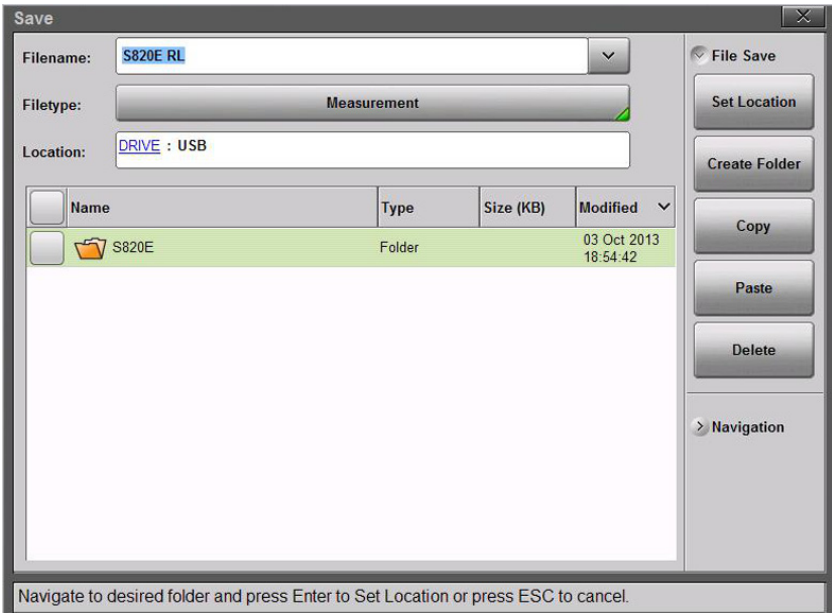 Save
Filename: S820E RL
Filetype: Measurement
Location: DRIVE : USB
Name Type Size (KB) Modified
S820E Folder 03 Oct 2013
18:54:42
File Save
Set Location
Create Folder
Copy
Paste
Delete
Navigation
Navigate to desired folder and press Enter to Set Location or press ESC to cancel.